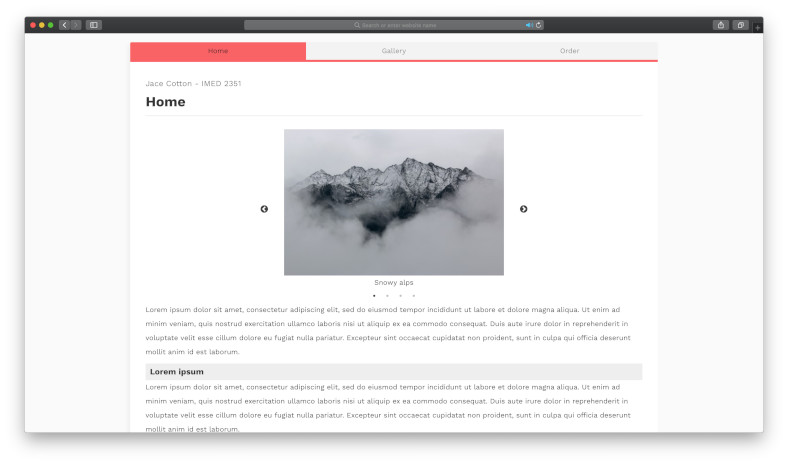 Search or enter website name
Home
Gallery
Order
Jace Cotton - IMED 2351
Home
Snowy alps
Lorem ipsum dolor sit amet, consectetur adipiscing elit, sed do eiusmod tempor incididunt ut labore et dolore magna aliqua. Ut enim ad
minim veniam, quis nostrud exercitation ullamco laboris nisi ut aliquip ex ea commodo consequat. Duis aute irure dolor in reprehenderit in
voluptate velit esse cillum dolore eu fugiat nulla pariatur. Excepteur sint occaecat cupidatat non proident, sunt in culpa qui officia deserunt
mollit anim id est laborum.
Lorem ipsum
Lorem ipsum dolor sit amet, consectetur adipiscing elit, sed do eiusmod tempor incididunt ut labore et dolore magna aliqua. Ut enim ad
minim veniam, quis nostrud exercitation ullamco laboris nisi ut aliquip ex ea commodo consequat. Duis aute irure dolor in reprehenderit in
voluptate velit esse cillum dolore eu fugiat nulla pariatur. Excepteur sint occaecat cupidatat non proident, sunt in culpa qui officia deserunt
mollit anim id est laborum.